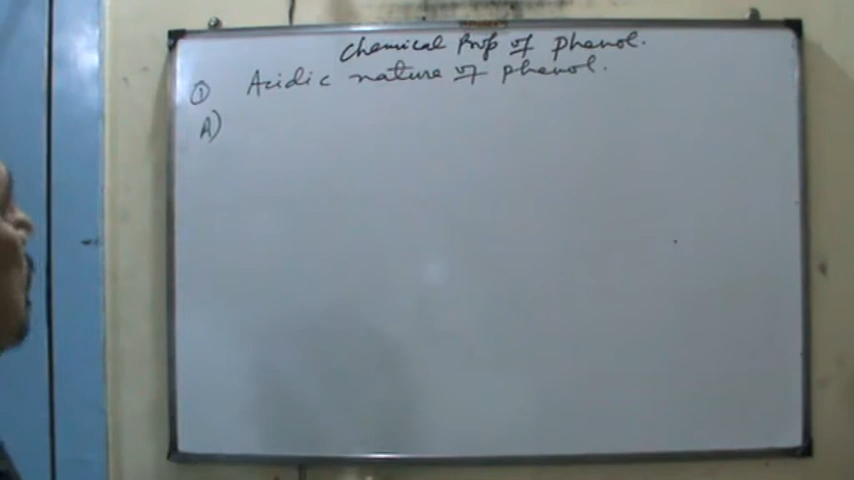 Chemical Prop of Phenol.
① Acidic nature of phenol.
A)